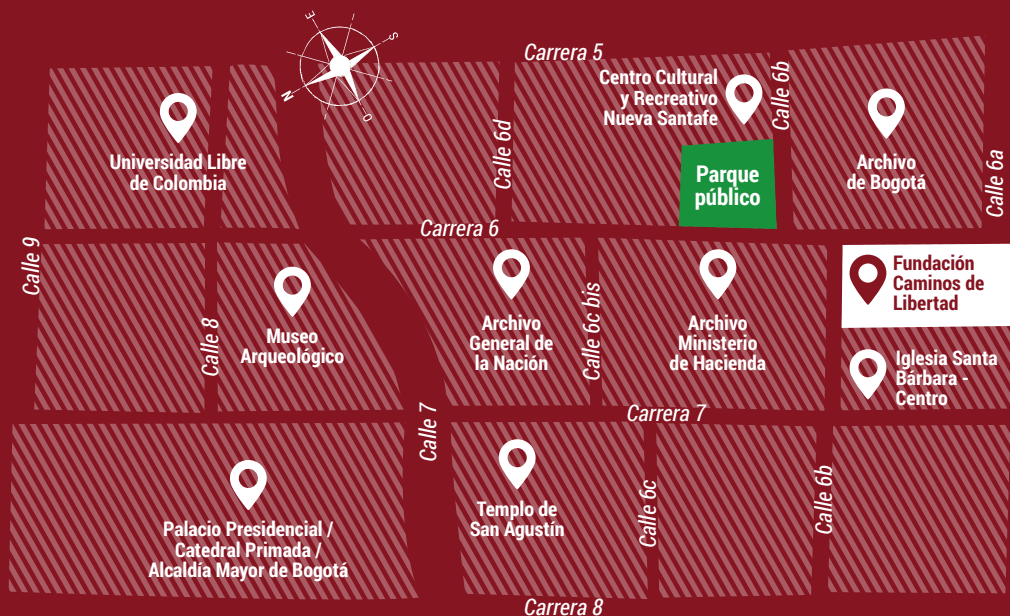 E
S
N
O
Carrera 5
Centro Cultural
y Recreativo
Nueva Santafe
Calle 6b
Universidad Libre
de Colombia
Calle 6d
Parque
público
Archivo
de Bogotá
Calle 6a
Carrera 6
Calle 9
Calle 8
Museo
Arqueológico
Archivo
General de
la Nación
Calle 6c bis
Archivo
Ministerio
de Hacienda
Fundación
Caminos de
Libertad
Iglesia Santa
Bárbara -
Centro
Calle 7
Carrera 7
Palacio Presidencial /
Catedral Primada /
Alcaldía Mayor de Bogotá
Templo de
San Agustín
Calle 6c
Calle 6b
Carrera 8